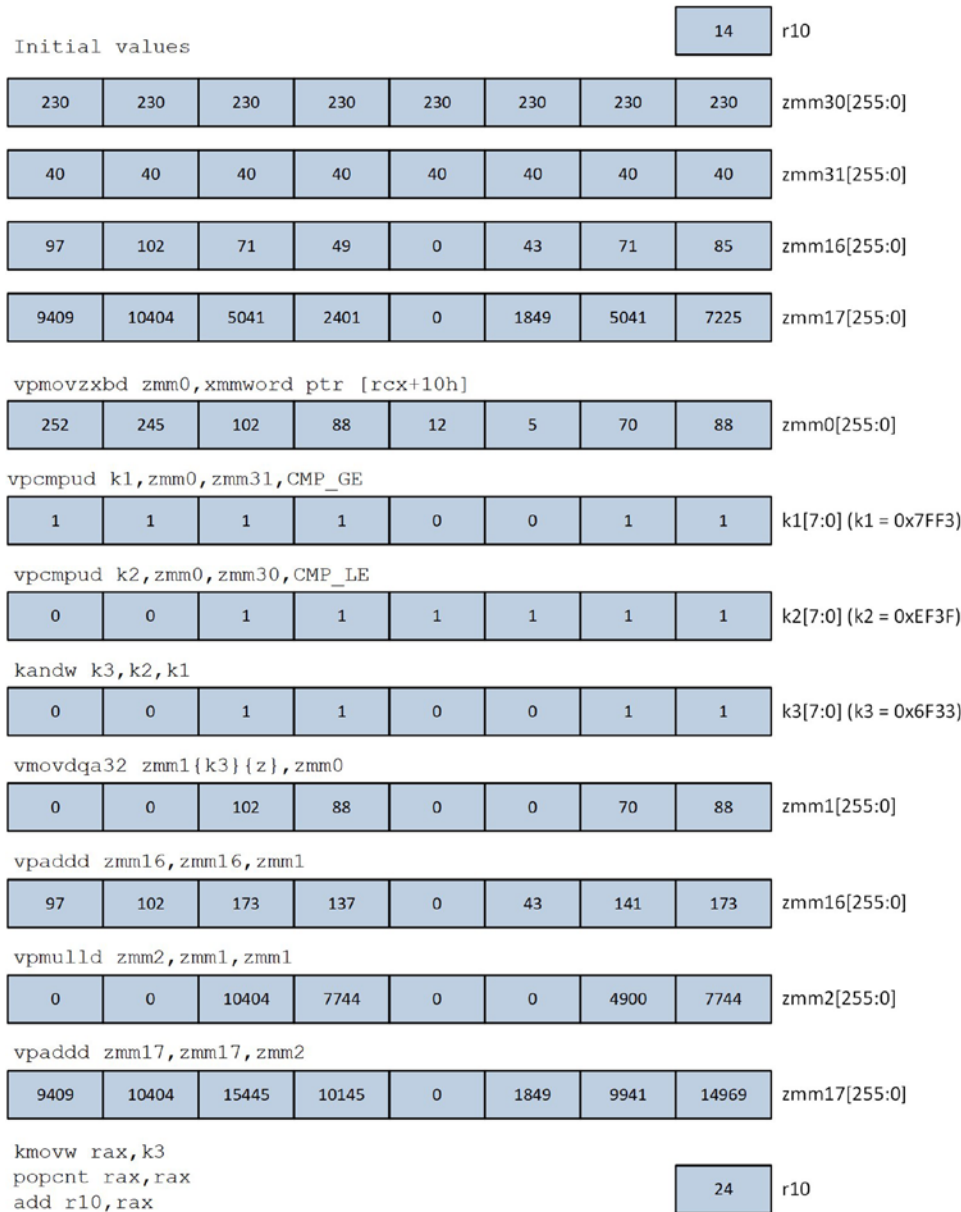 14 r10
Initial values
230 230 230 230 230 230 230 230 zmm30[255:0]
40 40 40 40 40 40 40 40 zmm31[255:0]
97 102 71 49 0 43 71 85 zmm16[255:0]
9409 10404 5041 2401 0 1849 5041 7225 zmm17[255:0]
vpmovzxbd zmm0,xmmword ptr [rcx+10h]
252 245 102 88 12 5 70 88 zmm0[255:0]
vpcmpud k1,zmm0,zmm31,CMP_GE
1 1 1 1 0 0 1 1 k1[7:0] (k1 = 0x7FF3)
vpcmpud k2,zmm0,zmm30,CMP_LE
0 0 1 1 1 1 1 1 k2[7:0] (k2 = 0xEF3F)
kandw k3,k2,k1
0 0 1 1 0 0 1 1 k3[7:0] (k3 = 0x6F33)
vmovdqa32 zmm1{k3}{z},zmm0
0 0 102 88 0 0 70 88 zmm1[255:0]
vpaddd zmm16,zmm16,zmm1
97 102 173 137 0 43 141 173 zmm16[255:0]
vpmulld zmm2,zmm1,zmm1
0 0 10404 7744 0 0 4900 7744 zmm2[255:0]
vpaddd zmm17,zmm17,zmm2
9409 10404 15445 10145 0 1849 9941 14969 zmm17[255:0]
kmovw rax,k3
popcnt rax,rax
add r10,rax
24 r10